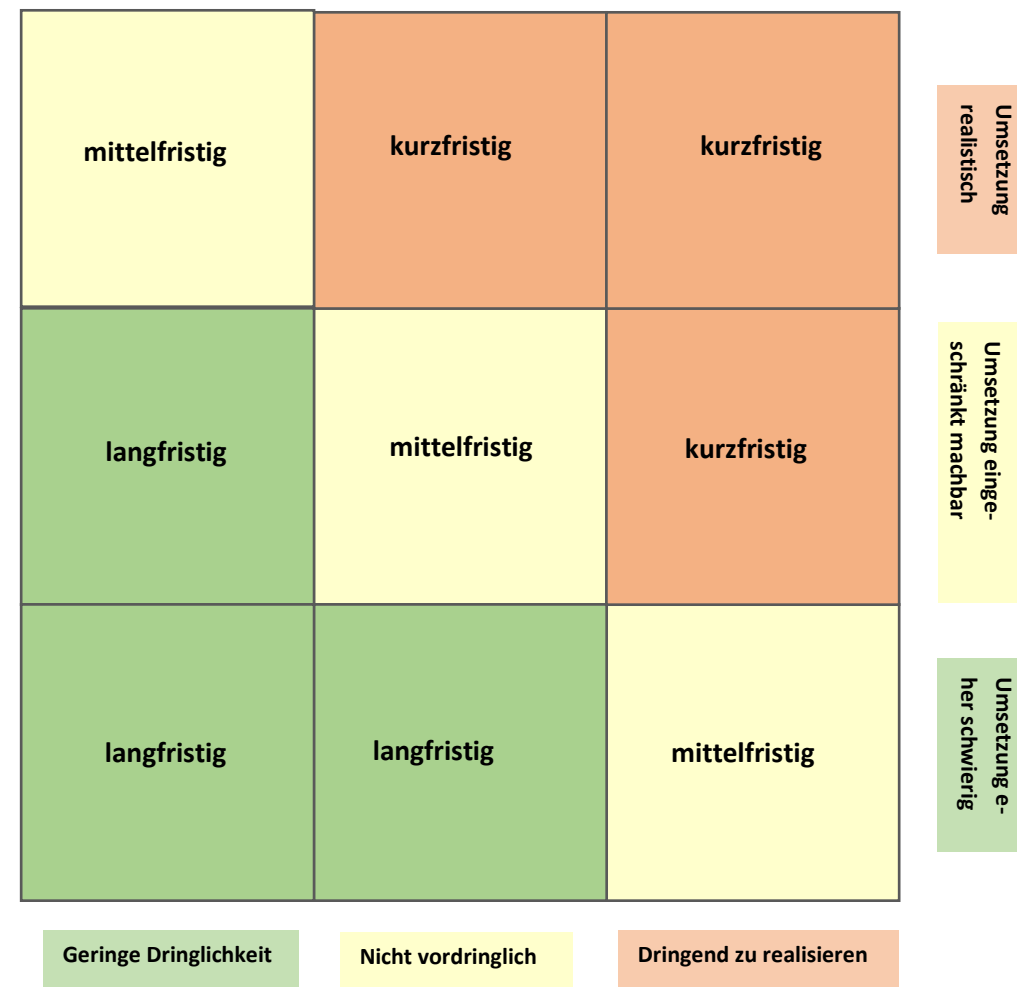 mittelfristig
kurzfristig
kurzfristig
Umsetzung
realistisch
langfristig
mittelfristig
kurzfristig
Umsetzung einge-
schränkt machbar
langfristig
langfristig
mittelfristig
Umsetzung e-
her schwierig
Geringe Dringlichkeit
Nicht vordringlich
Dringend zu realisieren